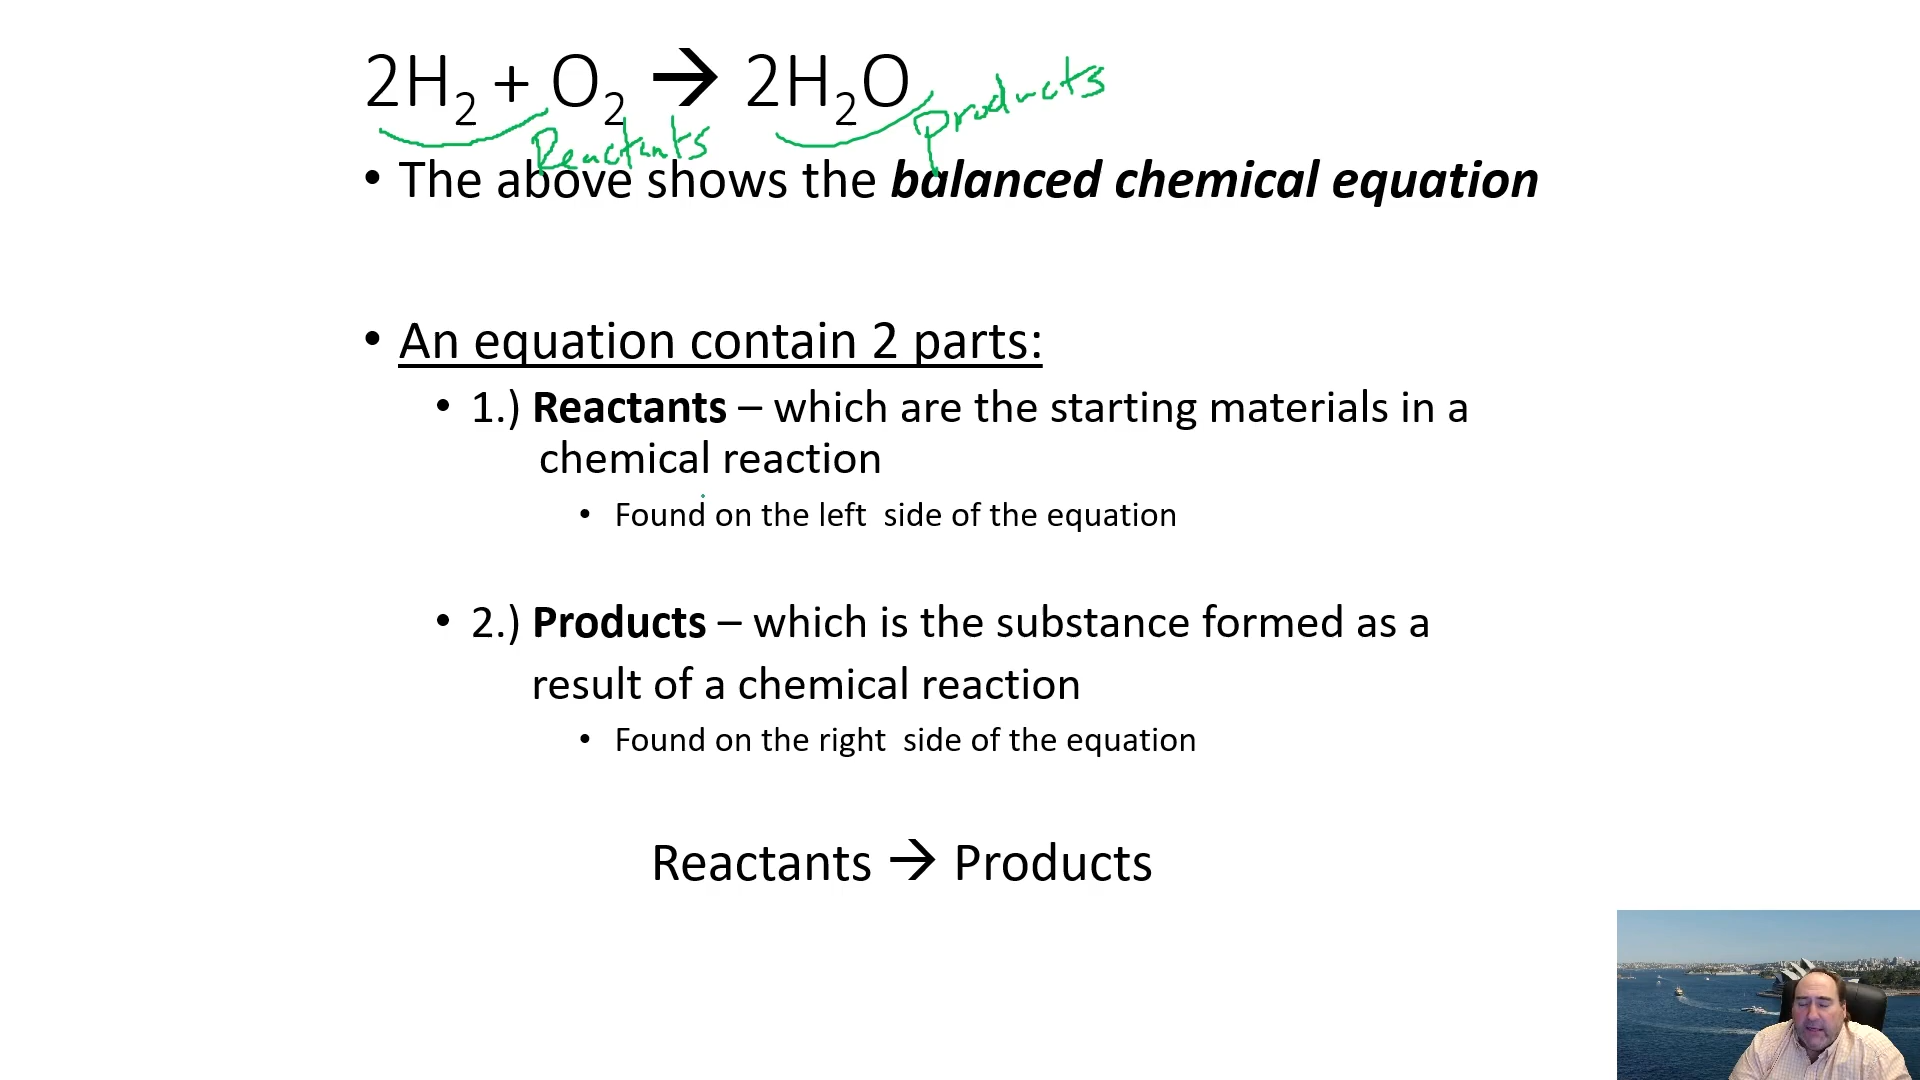 2H₂ + O₂ → 2H₂O
Reactants
Products
• The above shows the balanced chemical equation
• An equation contain 2 parts:
• 1.) Reactants – which are the starting materials in a
chemical reaction
• Found on the left side of the equation
• 2.) Products – which is the substance formed as a
result of a chemical reaction
• Found on the right side of the equation
Reactants → Products